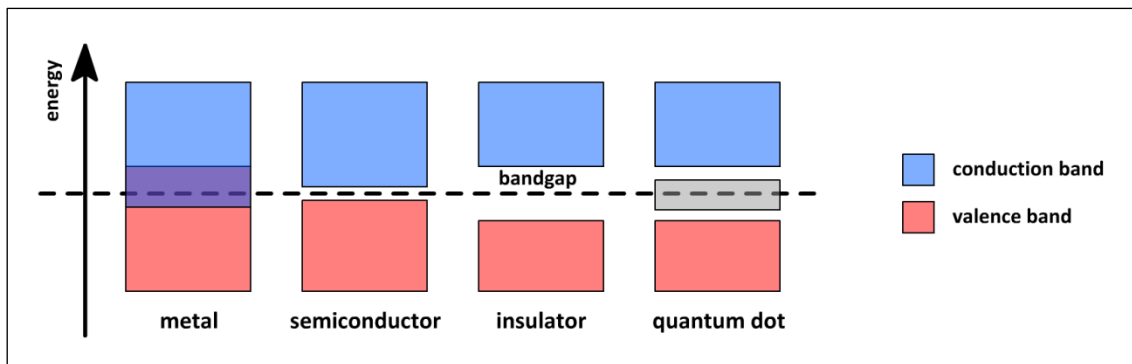 energy
conduction band
bandgap
valence band
metal
semiconductor
insulator
quantum dot